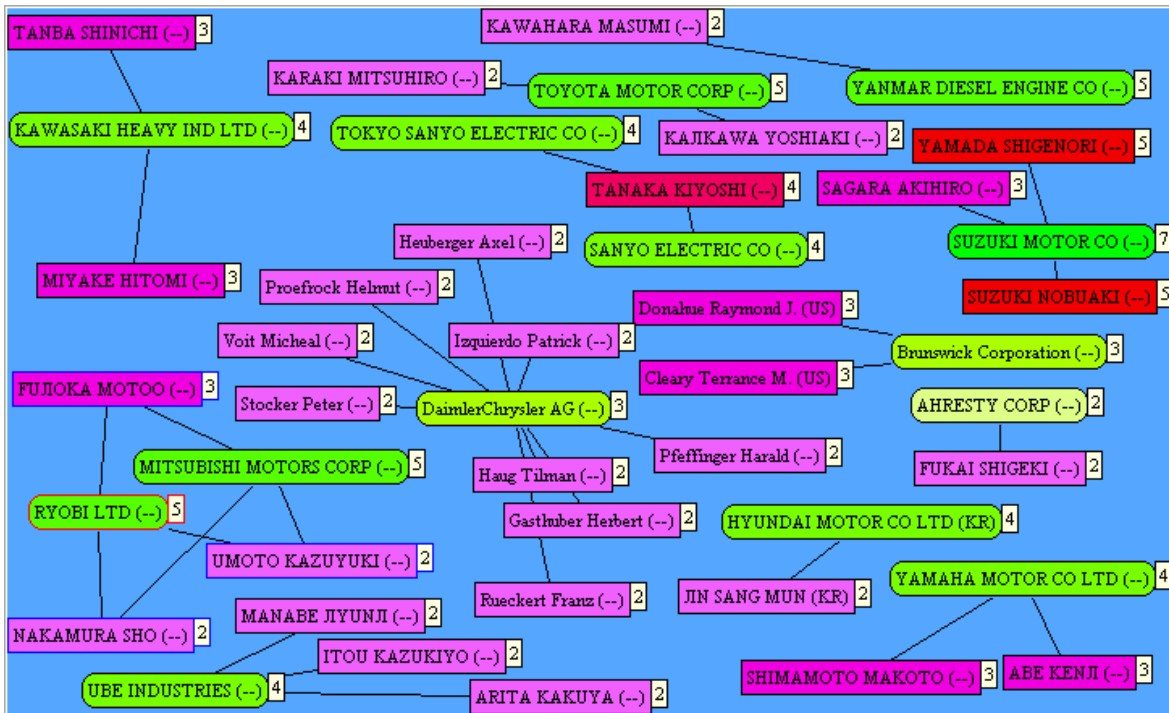 TANBA SHINICHI (--) 3
KAWAHARA MASUMI (--) 2
KARAKI MITSUHIRO (--) 2
TOYOTA MOTOR CORP (--) 5
YANMAR DIESEL ENGINE CO (--) 5
KAWASAKI HEAVY IND LTD (--) 4
TOKYO SANYO ELECTRIC CO (--) 4
KAJIKAWA YOSHIAKI (--) 2
YAMADA SHIGENORI (--) 5
TANAKA KIYOSHI (--) 4
SAGARA AKIHIRO (--) 3
Heuberger Axel (--) 2
SANYO ELECTRIC CO (--) 4
SUZUKI MOTOR CO (--) 7
MIYAKE HITOMI (--) 3
Proefrock Helmut (--) 2
SUZUKI NOBUAKI (--) 5
Donahue Raymond J. (US) 3
Voit Micheal (--) 2
Izquierdo Patrick (--) 2
Brunswick Corporation (--) 3
FUJIOKA MOTOO (--) 3
Cleary Terrance M. (US) 3
Stocker Peter (--) 2
DaimlerChrysler AG (--) 3
AHRESTY CORP (--) 2
MITSUBISHI MOTORS CORP (--) 5
Pfeffinger Harald (--) 2
Haug Tilman (--) 2
FUKAI SHIGEKI (--) 2
RYOBI LTD (--) 5
Gasthuber Herbert (--) 2
HYUNDAI MOTOR CO LTD (KR) 4
UMOTO KAZUYUKI (--) 2
YAMAHA MOTOR CO LTD (--) 4
Rueckert Franz (--) 2
JIN SANG MUN (KR) 2
MANABE JIYUNJI (--) 2
NAKAMURA SHO (--) 2
ITOU KAZUKIYO (--) 2
SHIMAMOTO MAKOTO (--) 3
ABE KENJI (--) 3
UBE INDUSTRIES (--) 4
ARITA KAKUYA (--) 2